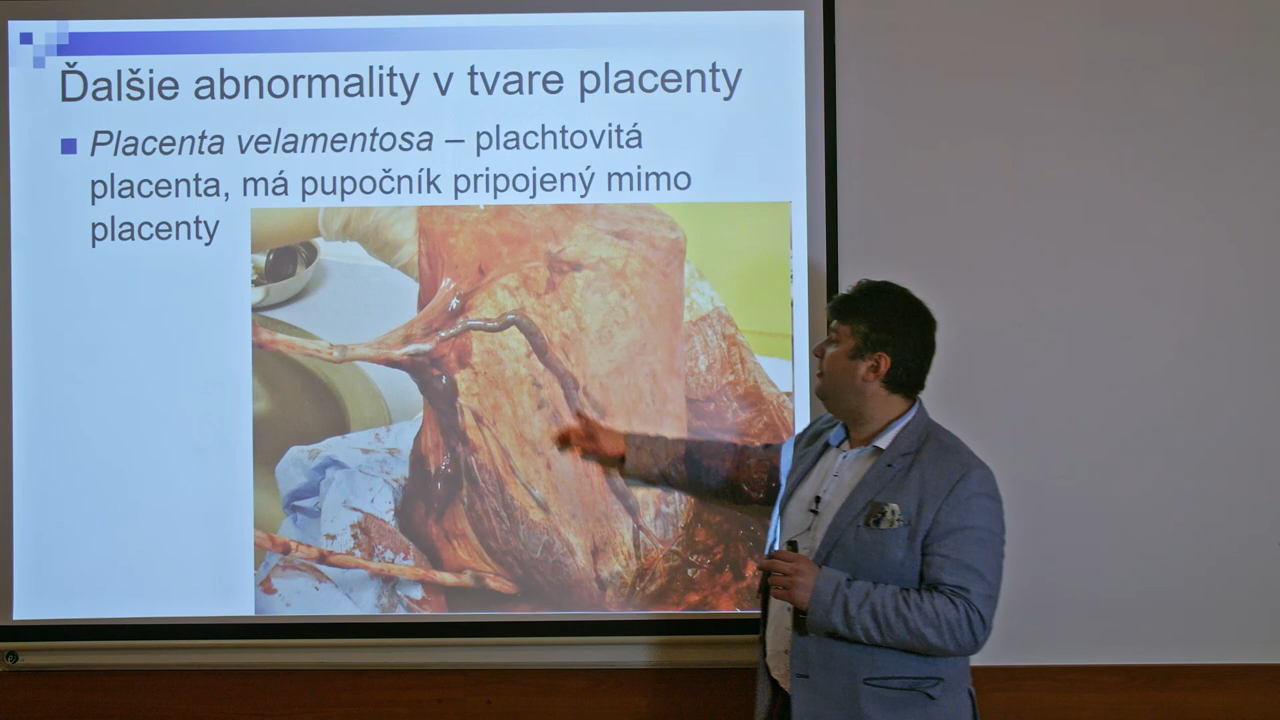 Ďalšie abnormality v tvare placenty
Placenta velamentosa – plachtovitá
placenta, má pupočník pripojený mimo
placenty